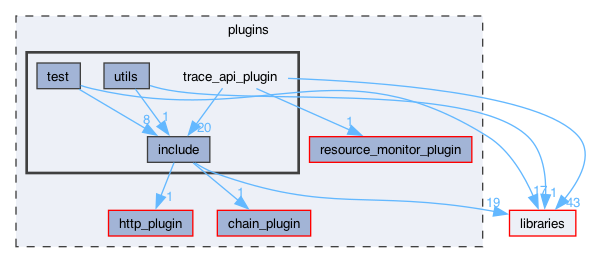 plugins
test
utils
trace_api_plugin
8
1
20
1
include
resource_monitor_plugin
1
1
19
17
1
43
http_plugin
chain_plugin
libraries